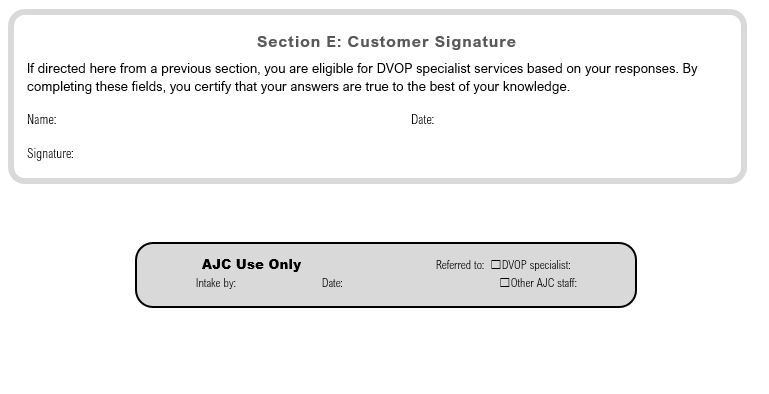 Section E: Customer Signature
If directed here from a previous section, you are eligible for DVOP specialist services based on your responses. By
completing these fields, you certify that your answers are true to the best of your knowledge.
Name: Date:
Signature:
AJC Use Only Referred to: ☐DVOP specialist:
Intake by: Date: ☐Other AJC staff: